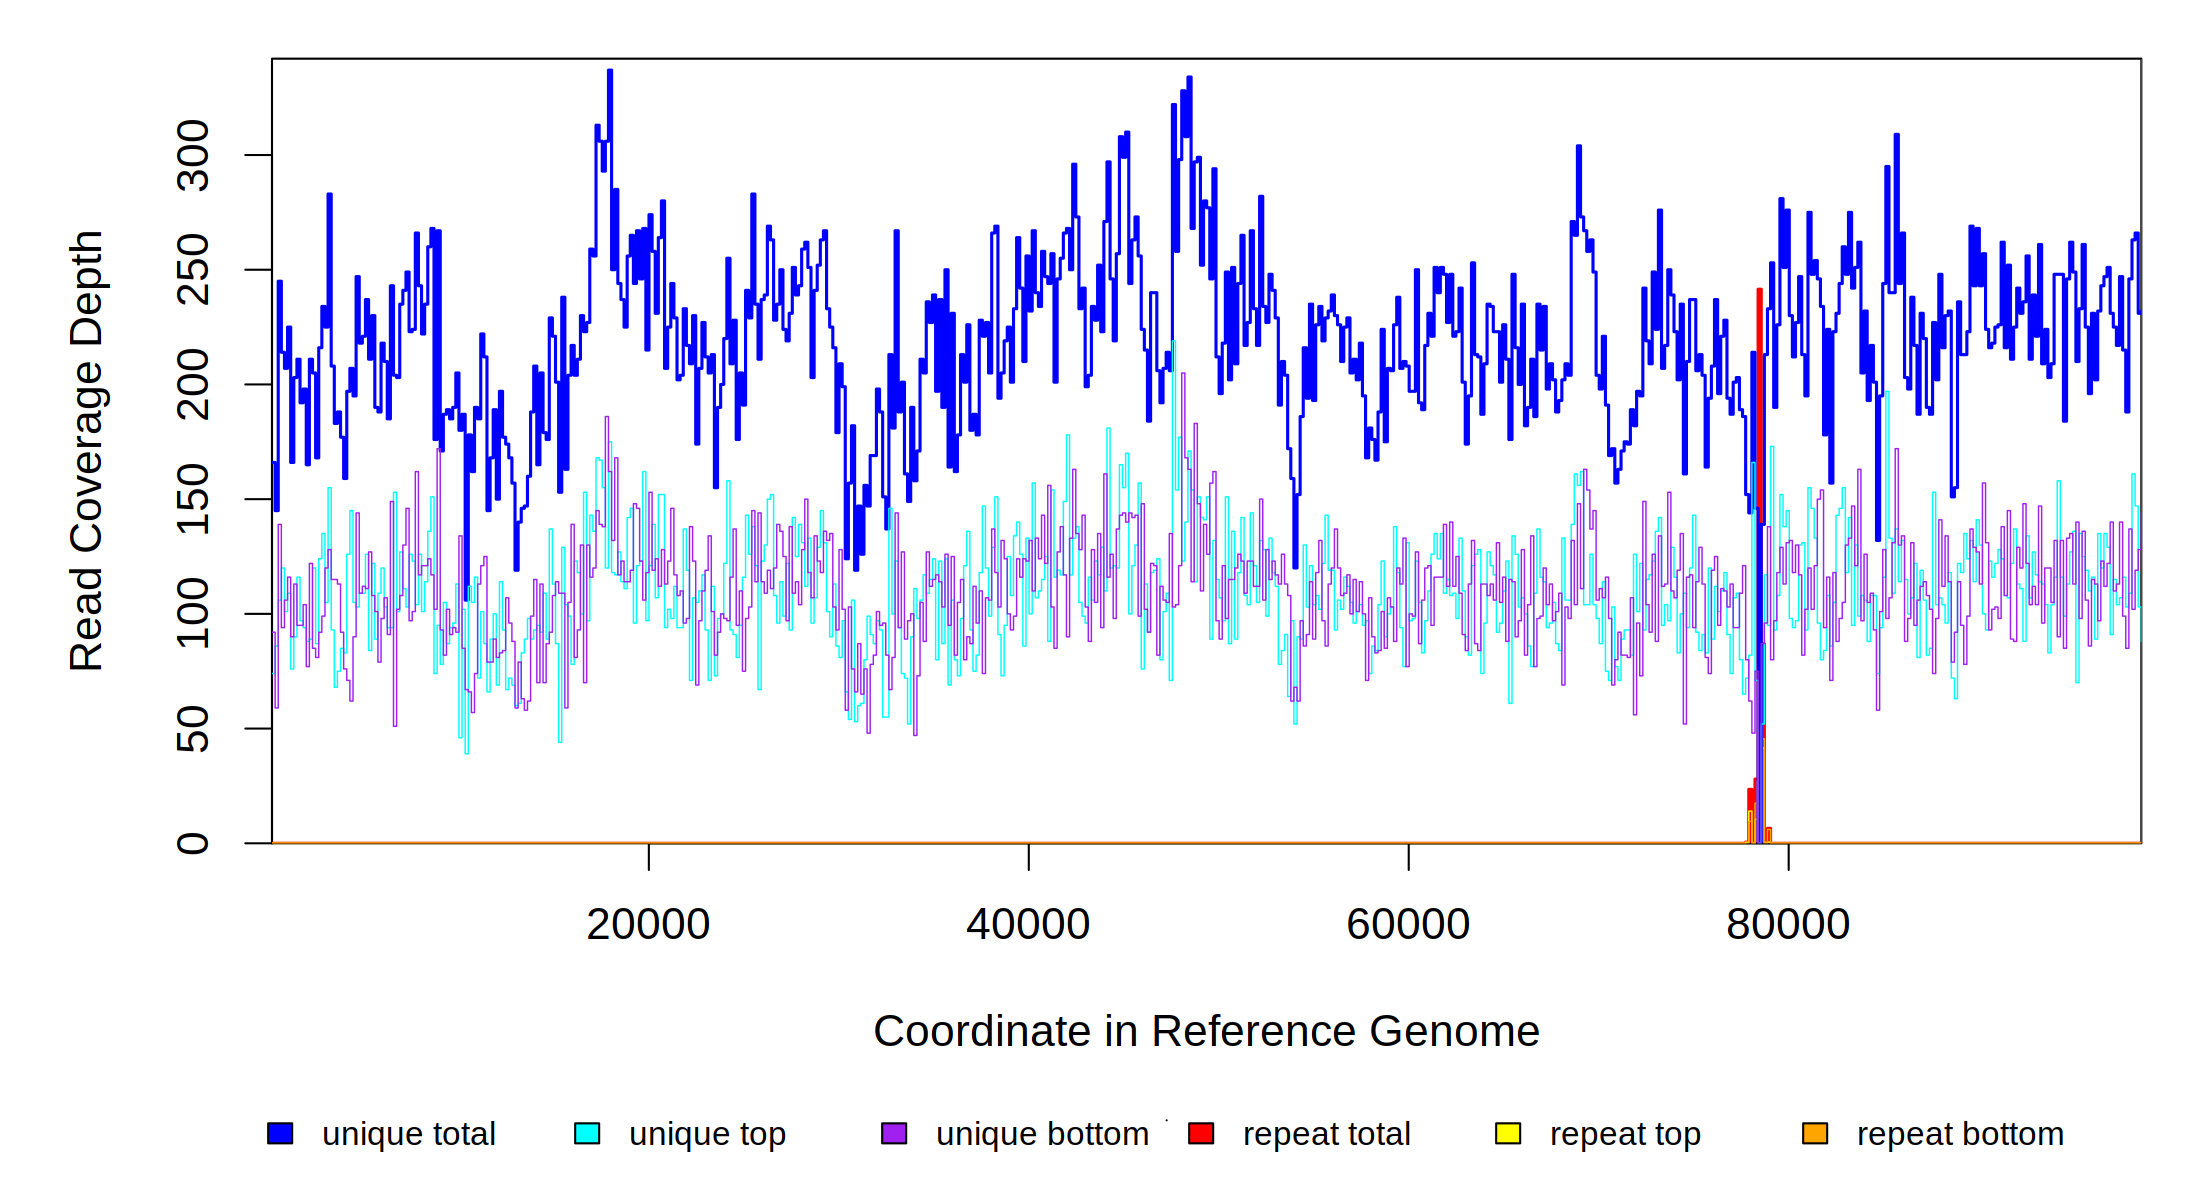 Read Coverage Depth
300
250
200
150
100
50
0
20000 40000 60000 80000
Coordinate in Reference Genome
unique total unique top unique bottom repeat total repeat top repeat bottom